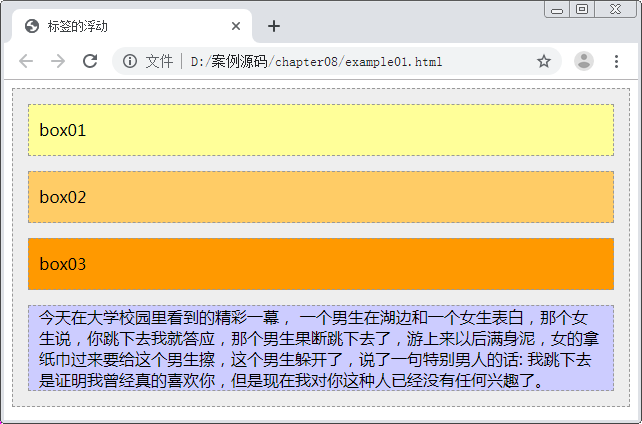 标签的浮动
文件 D:/案例源码/chapter08/example01.html
box01
box02
box03
今天在大学校园里看到的精彩一幕， 一个男生在湖边和一个女生表白，那个女
生说，你跳下去我就答应，那个男生果断跳下去了，游上来以后满身泥，女的拿
纸巾过来要给这个男生擦，这个男生躲开了，说了一句特别男人的话: 我跳下去
是证明我曾经真的喜欢你，但是现在我对你这种人已经没有任何兴趣了。